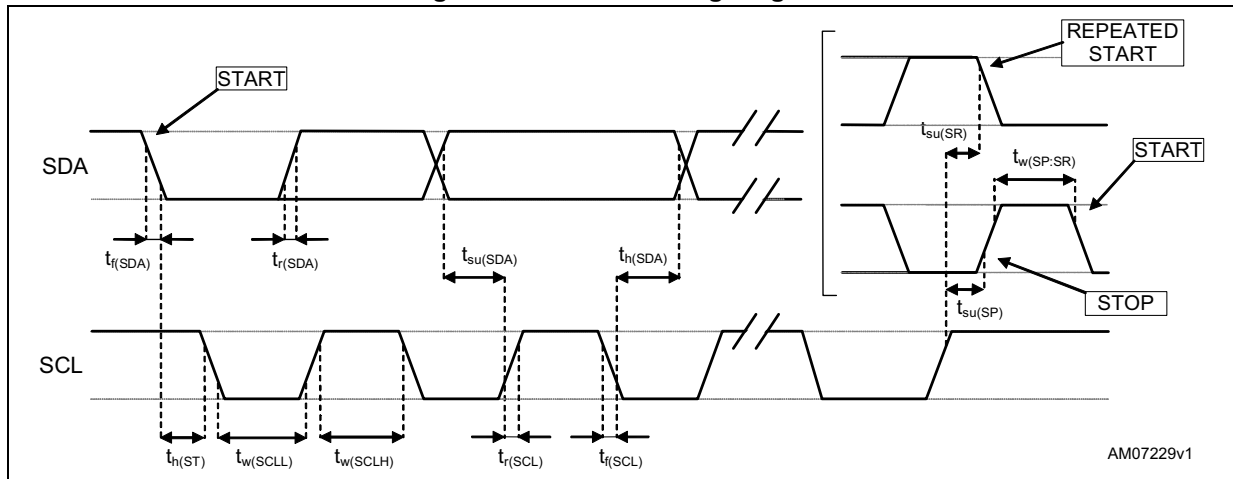 REPEATED
START
START
t_su(SR)
t_w(SP:SR)
START
SDA
t_f(SDA)
t_r(SDA)
t_su(SDA)
t_h(SDA)
STOP
t_su(SP)
SCL
t_h(ST)
t_w(SCLL)
t_w(SCLH)
t_r(SCL)
t_f(SCL)
AM07229v1